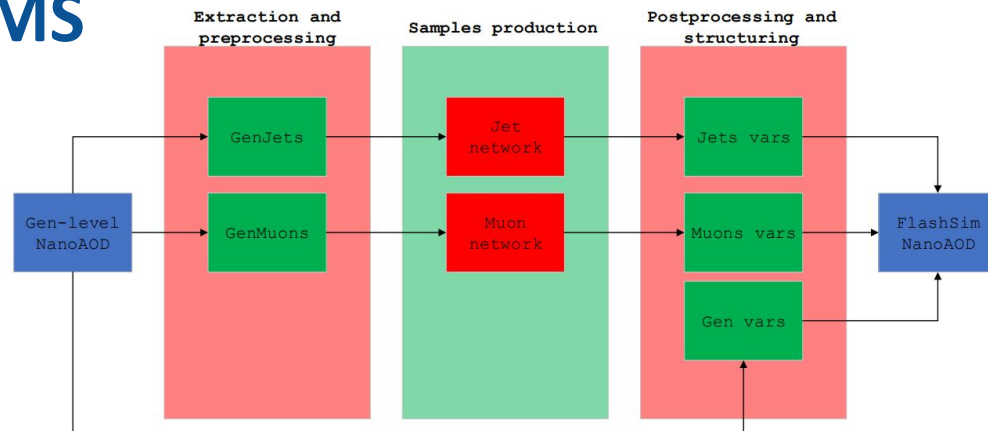 MS
Extraction and
preprocessing
Samples production
Postprocessing and
structuring
GenJets
Jet
network
Jets vars
Gen-level
NanoAOD
GenMuons
Muon
network
Muons vars
FlashSim
NanoAOD
Gen vars